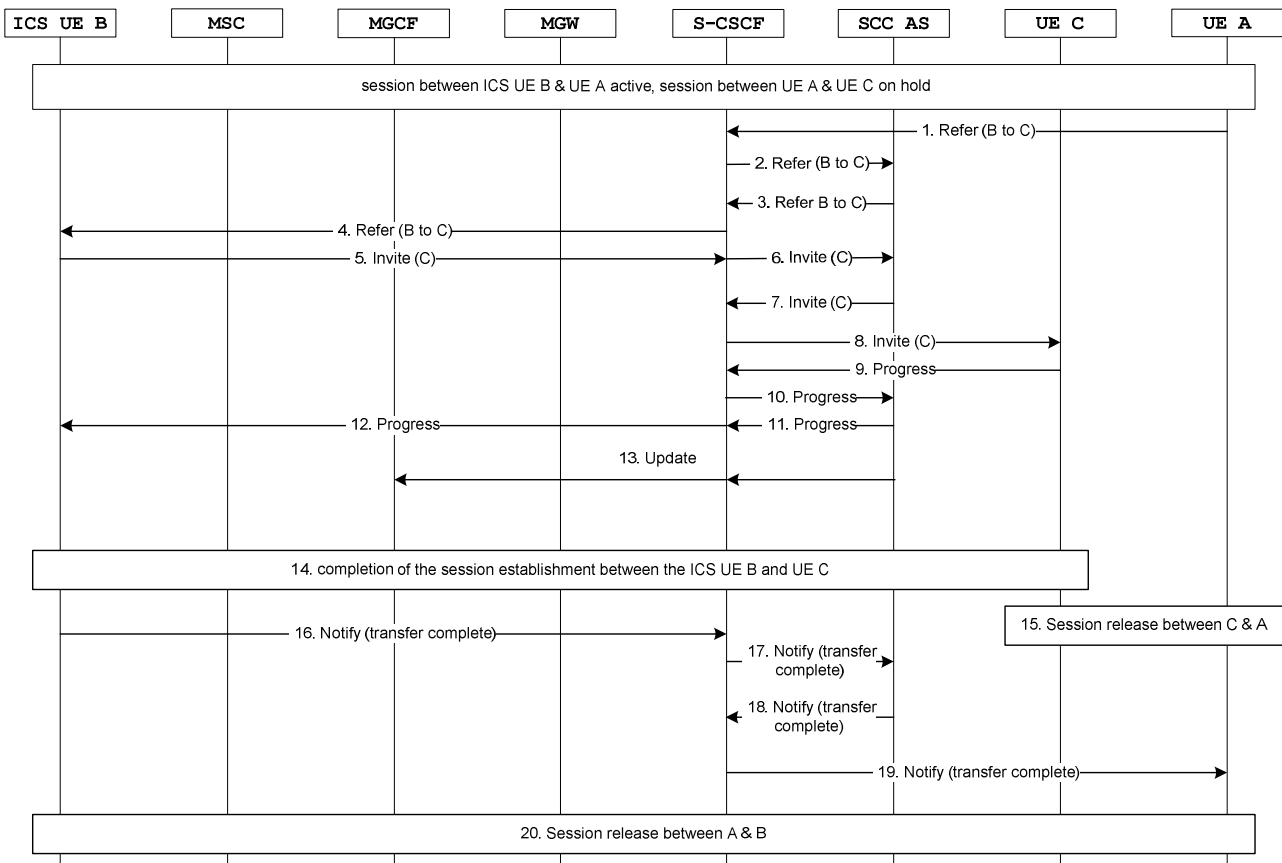 ICS UE B
MSC
MGCF
MGW
S-CSCF
SCC AS
UE C
UE A
session between ICS UE B & UE A active, session between UE A & UE C on hold
1. Refer (B to C)
2. Refer (B to C)
3. Refer B to C)
4. Refer (B to C)
5. Invite (C)
6. Invite (C)
7. Invite (C)
8. Invite (C)
9. Progress
10. Progress
12. Progress
11. Progress
13. Update
14. completion of the session establishment between the ICS UE B and UE C
15. Session release between C & A
16. Notify (transfer complete)
17. Notify (transfer
complete)
18. Notify (transfer
complete)
19. Notify (transfer complete)
20. Session release between A & B